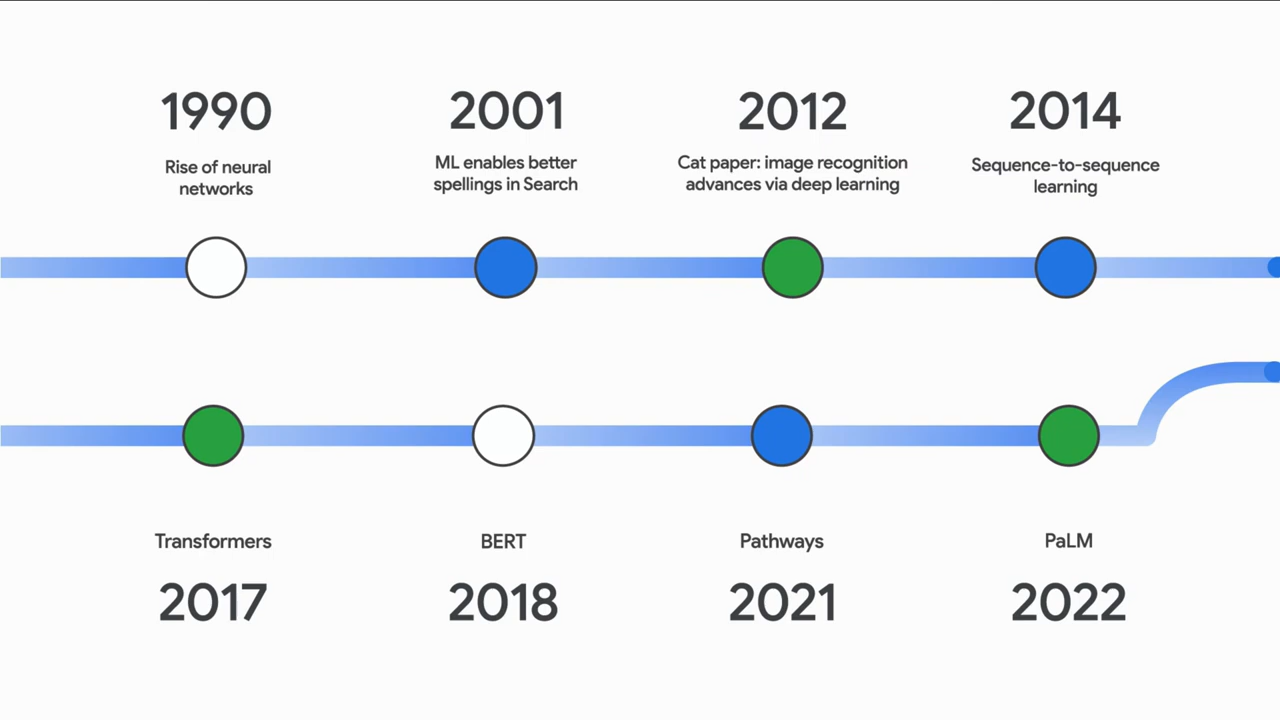 1990
Rise of neural
networks
2001
ML enables better
spellings in Search
2012
Cat paper: image recognition
advances via deep learning
2014
Sequence-to-sequence
learning
Transformers
2017
BERT
2018
Pathways
2021
PaLM
2022